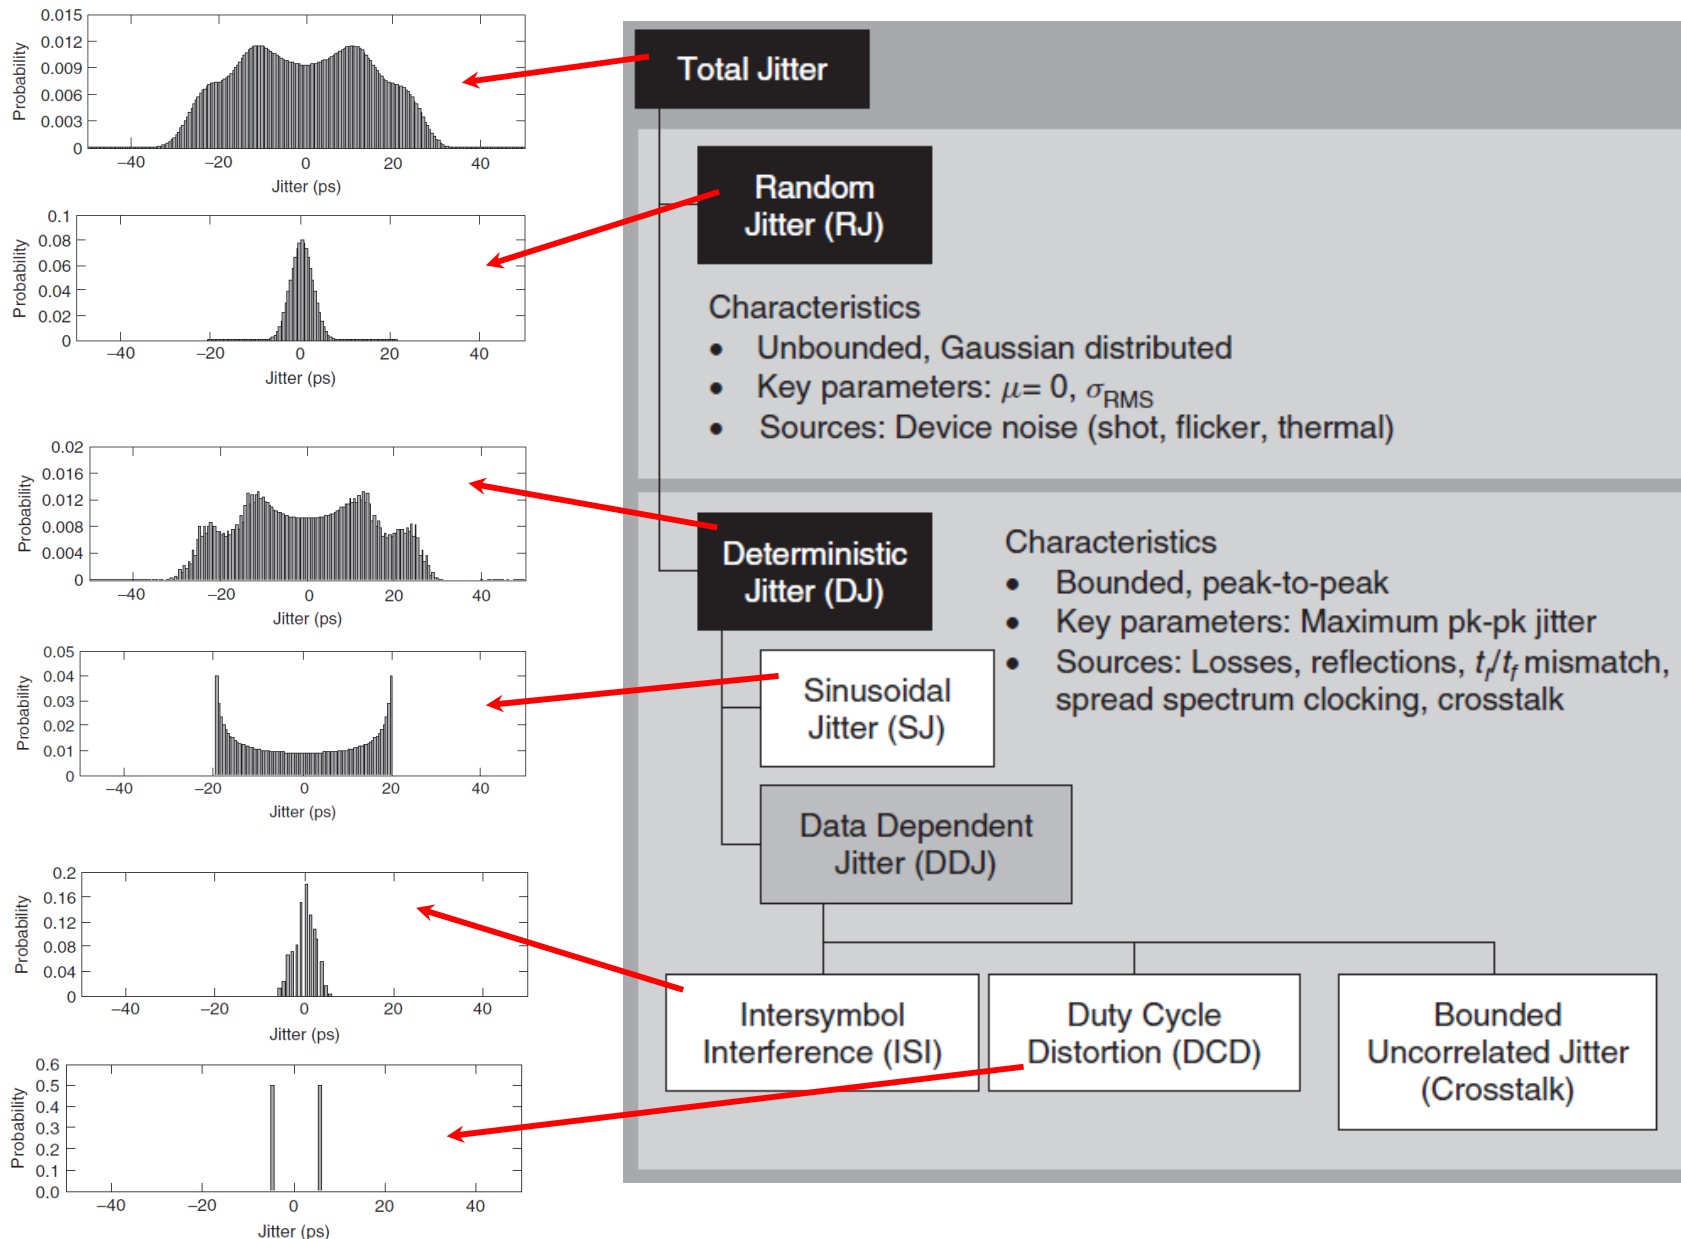 0.015
0.012
0.009
0.006
0.003
0
Probability
−40
−20
0
20
40
Jitter (ps)
0.1
0.08
0.06
0.04
0.02
0
Probability
−40
−20
0
20
40
Jitter (ps)
0.02
0.016
0.012
0.008
0.004
0
Probability
−40
−20
0
20
40
Jitter (ps)
0.05
0.04
0.03
0.02
0.01
0
Probability
−40
−20
0
20
40
Jitter (ps)
0.2
0.16
0.12
0.08
0.04
0
Probability
−40
−20
0
20
40
Jitter (ps)
0.6
0.5
0.4
0.3
0.2
0.1
0.0
Probability
−40
−20
0
20
40
Jitter (ps)
Total Jitter
Random
Jitter (RJ)
Characteristics
• Unbounded, Gaussian distributed
• Key parameters: μ= 0, σRMS
• Sources: Device noise (shot, flicker, thermal)
Deterministic
Jitter (DJ)
Characteristics
• Bounded, peak-to-peak
• Key parameters: Maximum pk-pk jitter
• Sources: Losses, reflections, tr/tf mismatch,
spread spectrum clocking, crosstalk
Sinusoidal
Jitter (SJ)
Data Dependent
Jitter (DDJ)
Intersymbol
Interference (ISI)
Duty Cycle
Distortion (DCD)
Bounded
Uncorrelated Jitter
(Crosstalk)